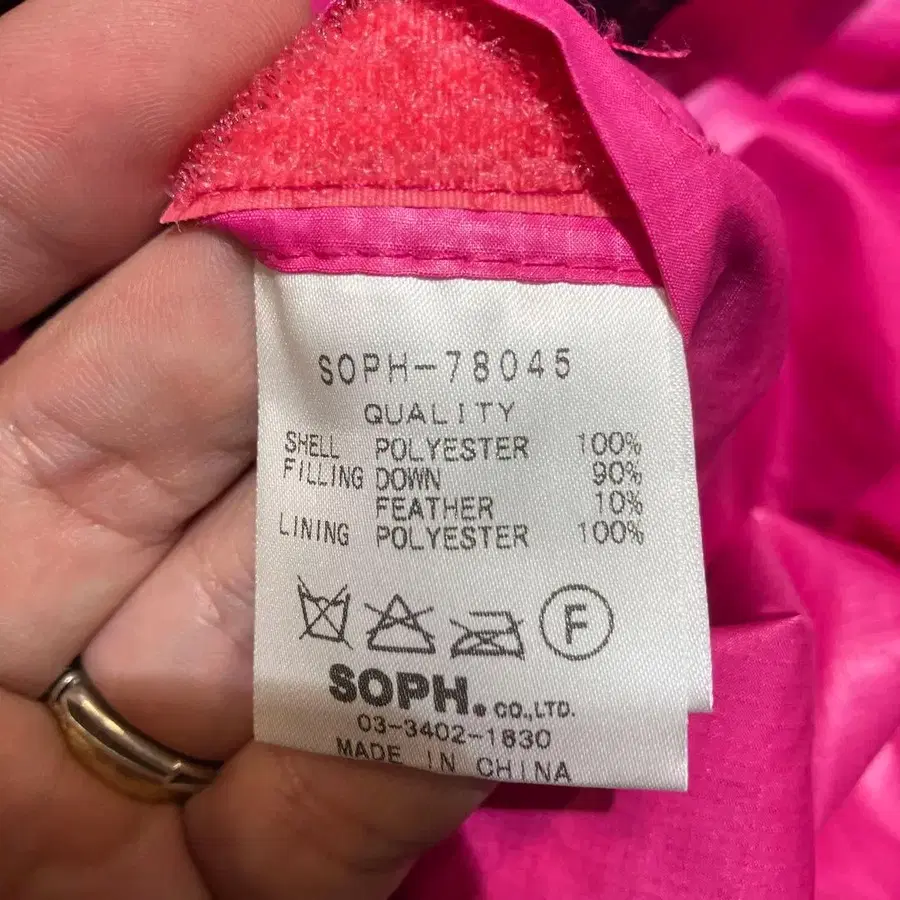 SOPH-78045
QUALITY
SHELL POLYESTER 100%
FILLING DOWN 90%
FEATHER 10%
LINING POLYESTER 100%
F
SOPH. CO.,LTD.
03-3402-1830
MADE IN CHINA